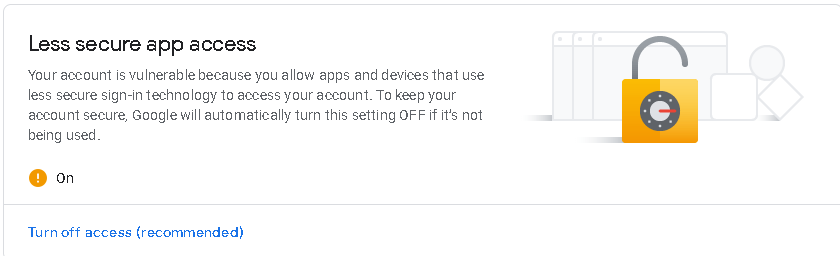 Less secure app access
Your account is vulnerable because you allow apps and devices that use
less secure sign-in technology to access your account. To keep your
account secure, Google will automatically turn this setting OFF if it's not
being used.
On
Turn off access (recommended)